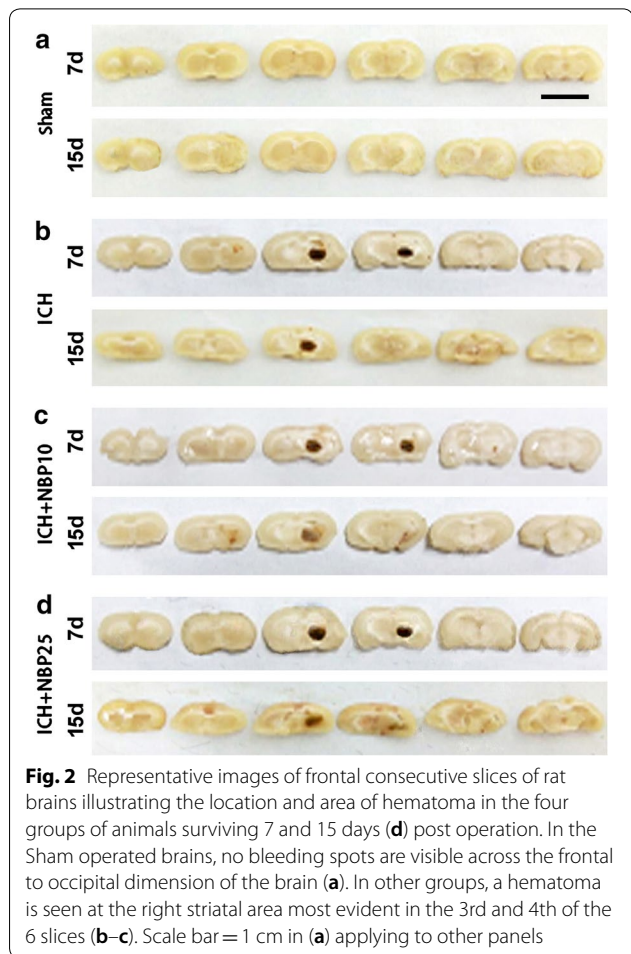 a
Sham
7d
15d
b
ICH
7d
15d
c
ICH+NBP10
7d
15d
d
ICH+NBP25
7d
15d
Fig. 2 Representative images of frontal consecutive slices of rat
brains illustrating the location and area of hematoma in the four
groups of animals surviving 7 and 15 days (d) post operation. In the
Sham operated brains, no bleeding spots are visible across the frontal
to occipital dimension of the brain (a). In other groups, a hematoma
is seen at the right striatal area most evident in the 3rd and 4th of the
6 slices (b–c). Scale bar = 1 cm in (a) applying to other panels